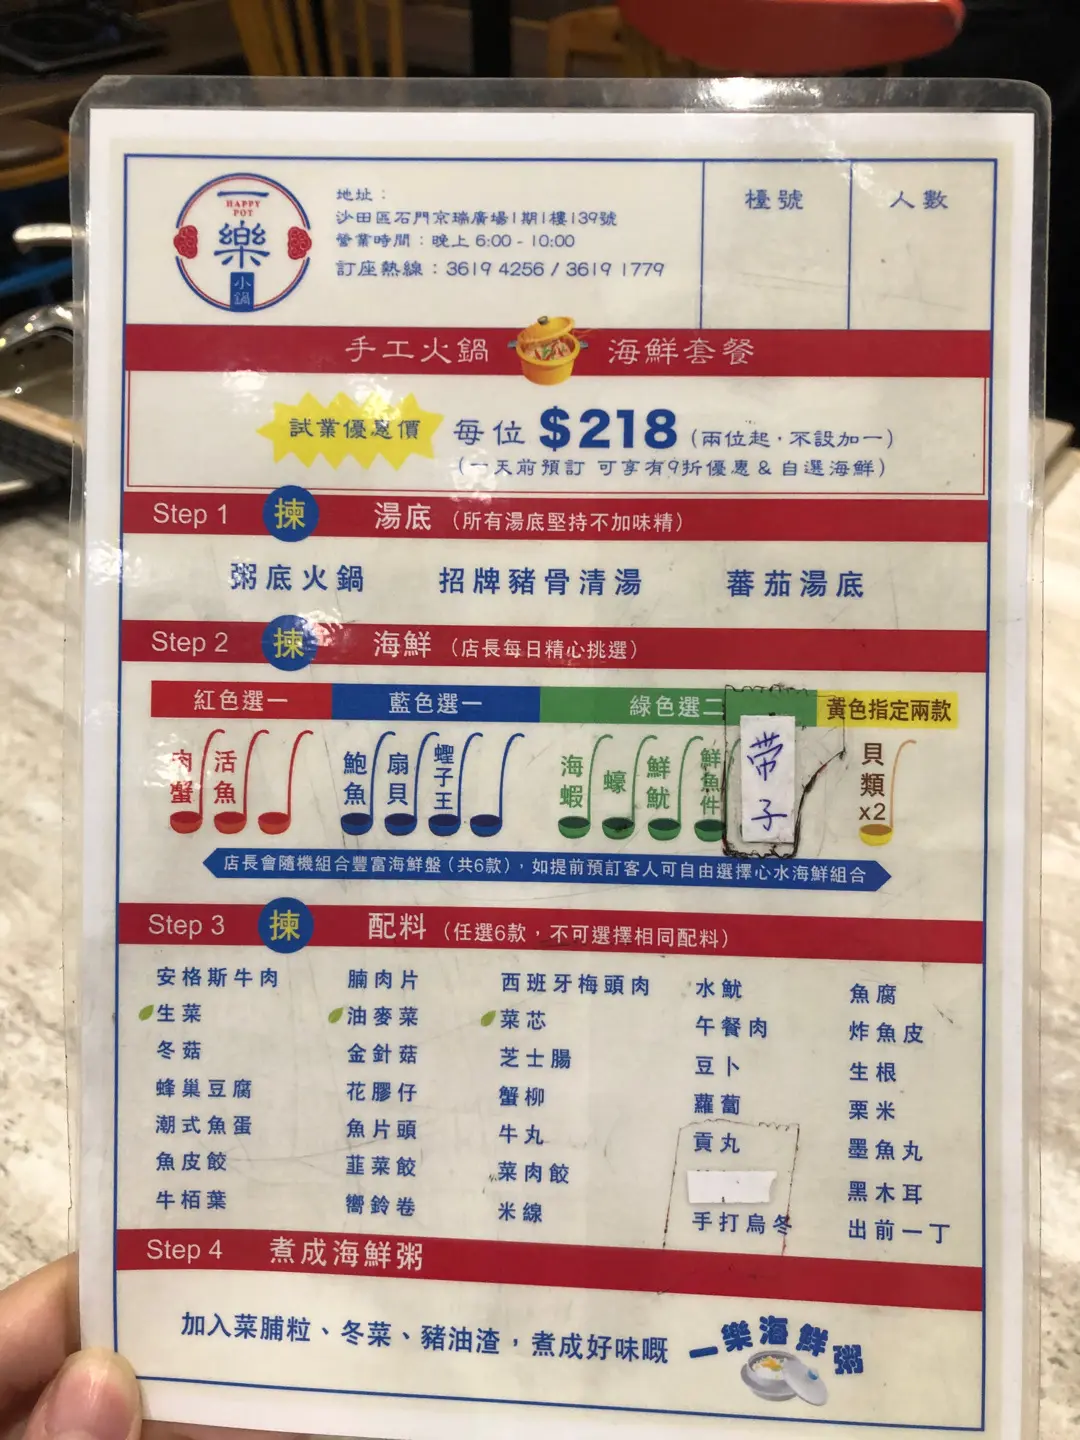 一
HAPPY
POT
樂
小鍋
地址：
沙田區石門京瑞廣場1期1樓139號
營業時間：晚上 6:00 - 10:00
訂座熱線：3619 4256 / 3619 1779
檯號
人數
手工火鍋 海鮮套餐
試業優惠價 每位 $218 (兩位起，不設加一)
(一天前預訂 可享有9折優惠 & 自選海鮮)
Step 1 揀 湯底 (所有湯底堅持不加味精)
粥底火鍋 招牌豬骨清湯 蕃茄湯底
Step 2 揀 海鮮 (店長每日精心挑選)
紅色選一 藍色選一 綠色選二 黃色指定兩款
肉蟹 活魚 鮑魚 扇貝 蟶子王 海蝦 蠔 鮮魷 鮮魚件 帶子 貝類x2
店長會隨機組合豐富海鮮盤 (共6款)，如提前預訂客人可自由選擇心水海鮮組合
Step 3 揀 配料 (任選6款，不可選擇相同配料)
安格斯牛肉 腩肉片 西班牙梅頭肉 水魷 魚腐
生菜 油麥菜 菜芯 午餐肉 炸魚皮
冬菇 金針菇 芝士腸 豆卜 生根
蜂巢豆腐 花膠仔 蟹柳 蘿蔔 粟米
潮式魚蛋 魚片頭 牛丸 貢丸 墨魚丸
魚皮餃 韮菜餃 菜肉餃 黑木耳
牛栢葉 嚮鈴卷 米線 手打烏冬 出前一丁
Step 4 煮成海鮮粥
加入菜脯粒、冬菜、豬油渣，煮成好味嘅 一樂海鮮粥